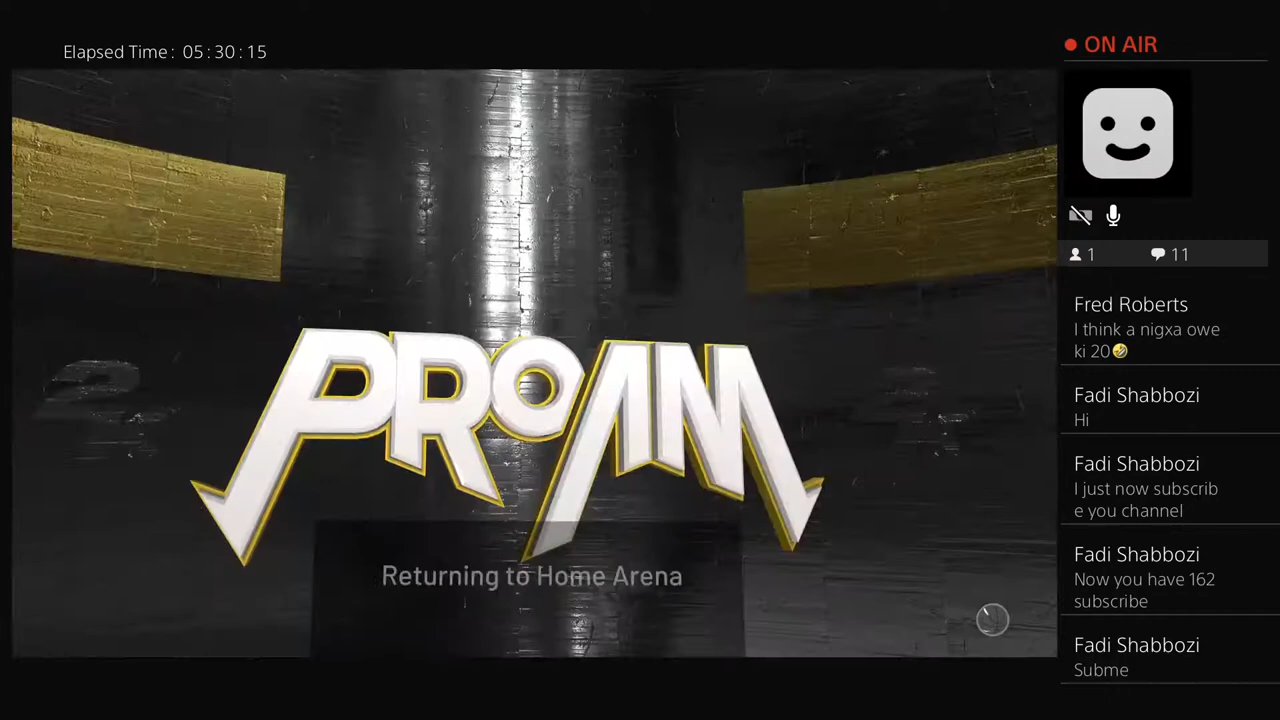 Elapsed Time: 05:30:15
ON AIR
1 11
Fred Roberts
I think a nigxa owe
ki 20🤣
Fadi Shabbozi
Hi
Fadi Shabbozi
I just now subscrib
e you channel
Fadi Shabbozi
Now you have 162
subscribe
Fadi Shabbozi
Subme
PROAM
Returning to Home Arena